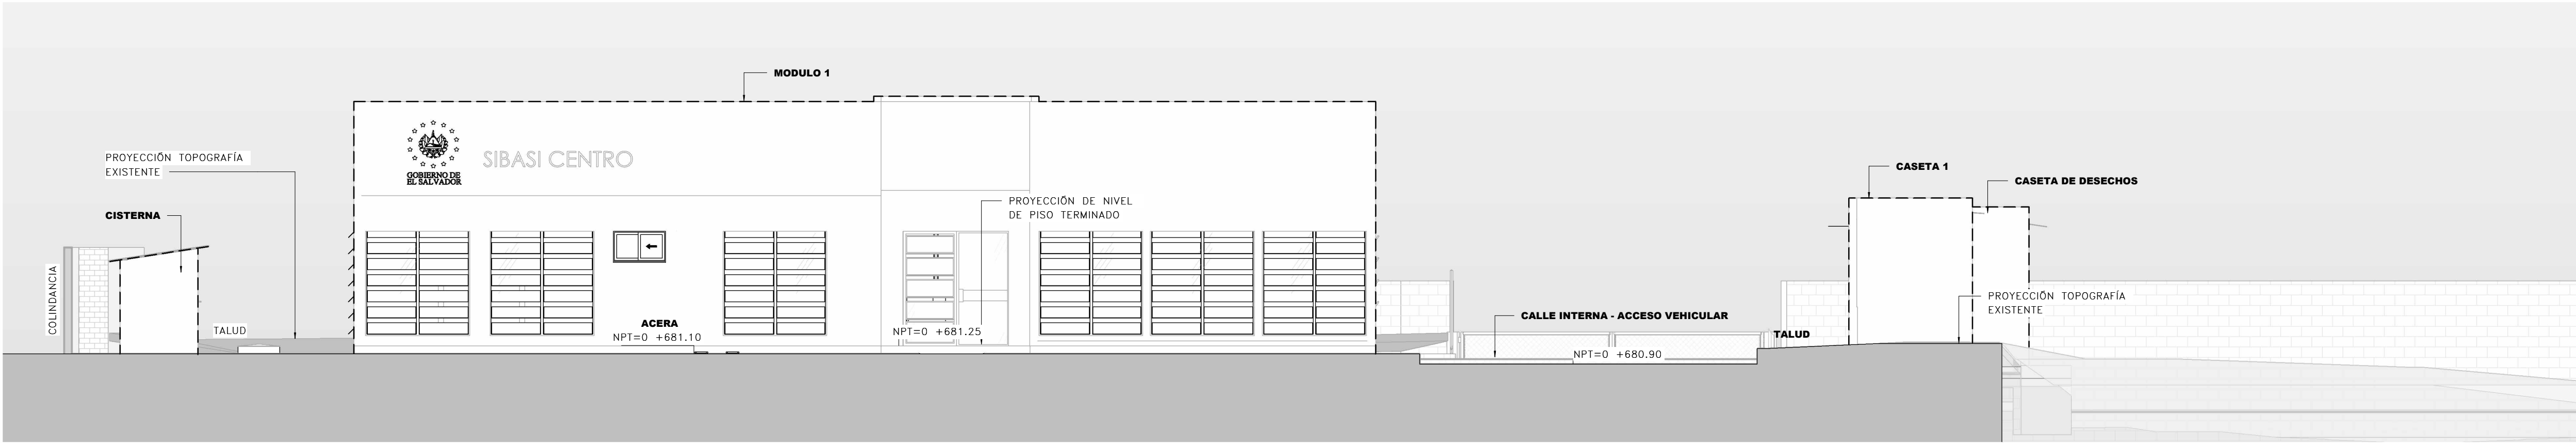 MODULO 1
GOBIERNO DE
EL SALVADOR
SIBASI CENTRO
PROYECCIÓN TOPOGRAFÍA
EXISTENTE
CISTERNA
COLINDANCIA
TALUD
ACERA
NPT=0 +681.10
PROYECCIÓN DE NIVEL
DE PISO TERMINADO
NPT=0 +681.25
CALLE INTERNA - ACCESO VEHICULAR
NPT=0 +680.90
TALUD
CASETA 1
CASETA DE DESECHOS
PROYECCIÓN TOPOGRAFÍA
EXISTENTE